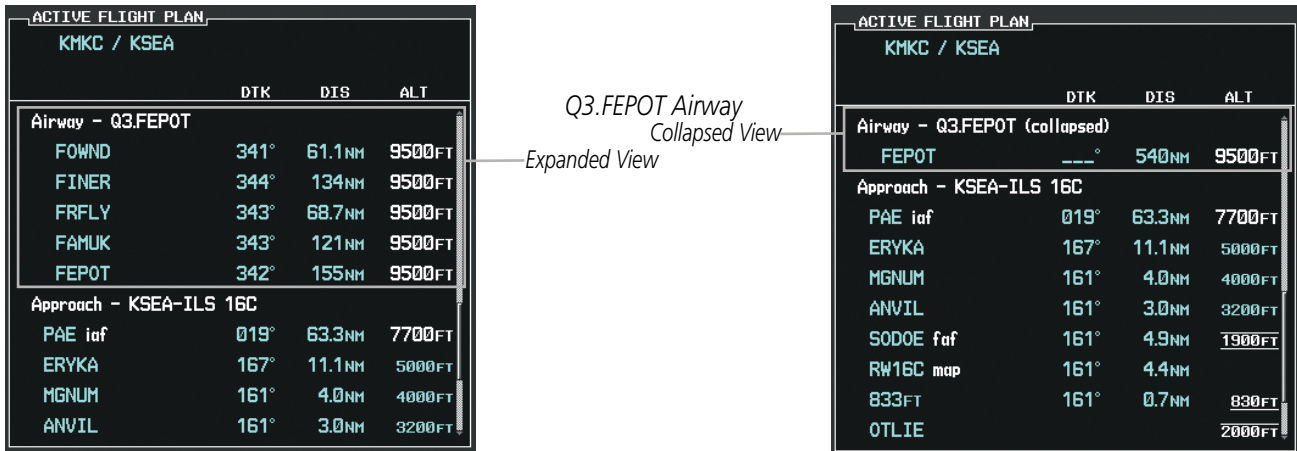 ACTIVE FLIGHT PLAN
KMKC / KSEA
DTK DIS ALT
Airway - Q3.FEPOT
FOWND 341° 61.1NM 9500FT
FINER 344° 134NM 9500FT
FRFLY 343° 68.7NM 9500FT
FAMUK 343° 121NM 9500FT
FEPOT 342° 155NM 9500FT
Approach - KSEA-ILS 16C
PAE iaf 019° 63.3NM 7700FT
ERYKA 167° 11.1NM 5000FT
MGNUM 161° 4.0NM 4000FT
ANVIL 161° 3.0NM 3200FT
Q3.FEPOT Airway
Collapsed View
Expanded View
ACTIVE FLIGHT PLAN
KMKC / KSEA
DTK DIS ALT
Airway - Q3.FEPOT (collapsed)
FEPOT ___° 540NM 9500FT
Approach - KSEA-ILS 16C
PAE iaf 019° 63.3NM 7700FT
ERYKA 167° 11.1NM 5000FT
MGNUM 161° 4.0NM 4000FT
ANVIL 161° 3.0NM 3200FT
SODOE faf 161° 4.9NM 1900FT
RW16C map 161° 4.4NM
833FT 161° 0.7NM 830FT
OTLIE 2000FT